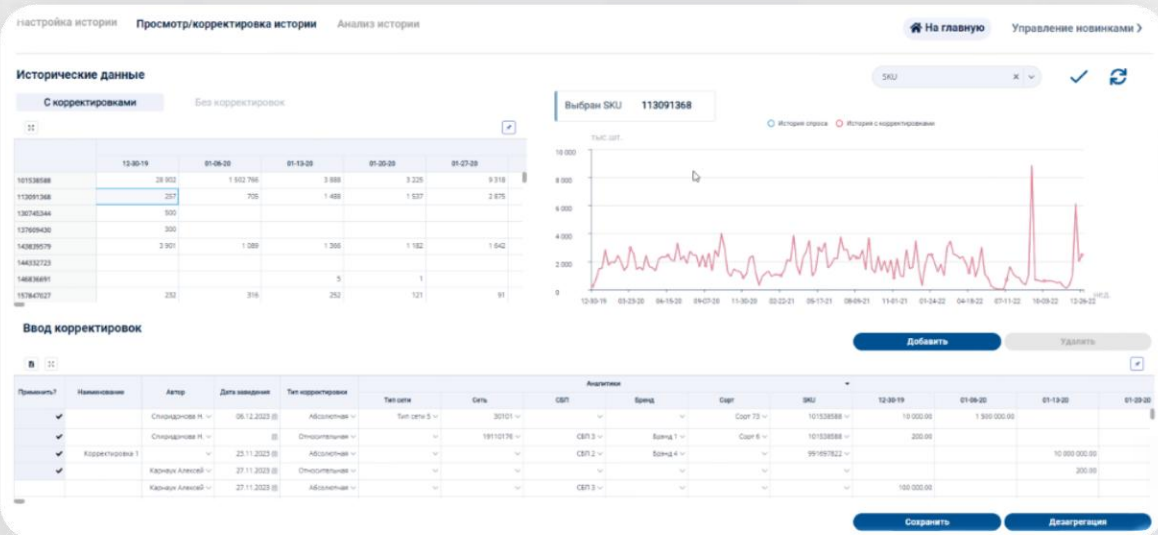 Настройка истории Просмотр/корректировка истории Анализ истории На главную Управление новинками
Исторические данные SKU
С корректировками Без корректировок Выбран SKU 113091368
История спроса История с корректировками
тыс. шт.
12-30-19 01-06-20 01-13-20 01-20-20 01-27-20
101538588 28 902 1 502 766 3 888 3 225 9 318
113091368 257 705 1 488 1 537 2 875
130745344 500
137609430 300
143839579 3 901 1 089 1 366 1 182 1 642
144332723
146836691 5 1
157847027 232 316 252 121 91
10 000
8 000
6 000
4 000
2 000
0
12-30-19 03-23-20 06-15-20 09-07-20 11-30-20 02-22-21 05-17-21 08-09-21 11-01-21 01-24-22 04-18-22 07-11-22 10-03-22 12-26-22 нед.
Ввод корректировок
Добавить Удалить
Применить? Наименование Автор Дата заведения Тип корректировки Аналитики
Тип сети Сеть СБП Бренд Сорт SKU 12-30-19 01-06-20 01-13-20 01-20-20
Спиридонова Н. 06.12.2023 Абсолютная Тип сети 5 30101 Сорт 73 101538588 10 000.00 1 500 000.00
Спиридонова Н. Относительная 19110176 СБП 3 Бренд 1 Сорт 6 101538588 200.00
Корректировка 1 23.11.2023 Абсолютная СБП 2 Бренд 4 991697822 10 000 000.00
Карнаух Алексей 27.11.2023 Относительная 200.00
Карнаух Алексей 27.11.2023 Абсолютная СБП 3 100 000.00
Сохранить Дезагрегация